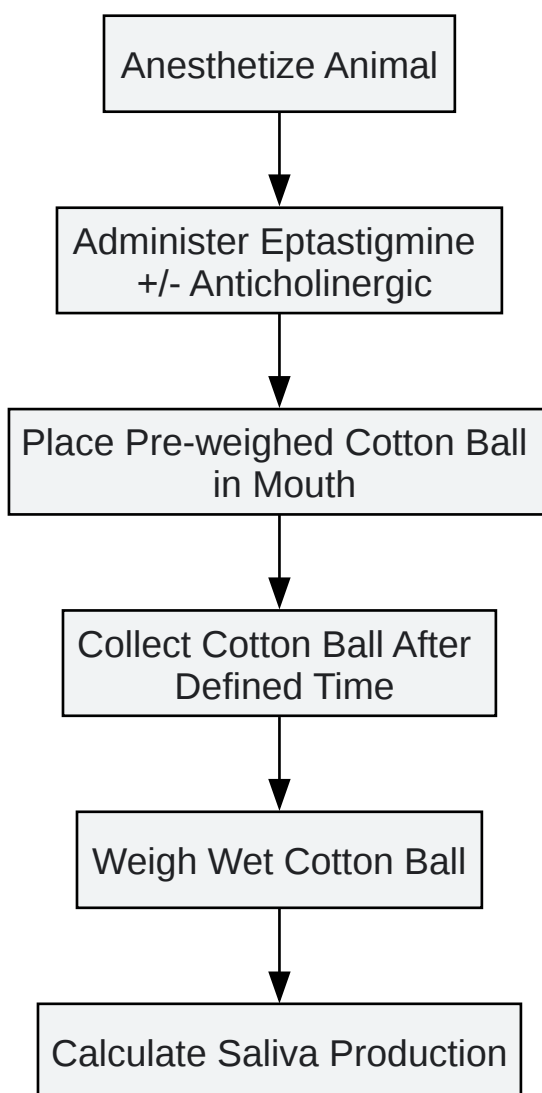 Anesthetize Animal
Administer Eptastigmine
+/- Anticholinergic
Place Pre-weighed Cotton Ball
in Mouth
Collect Cotton Ball After
Defined Time
Weigh Wet Cotton Ball
Calculate Saliva Production